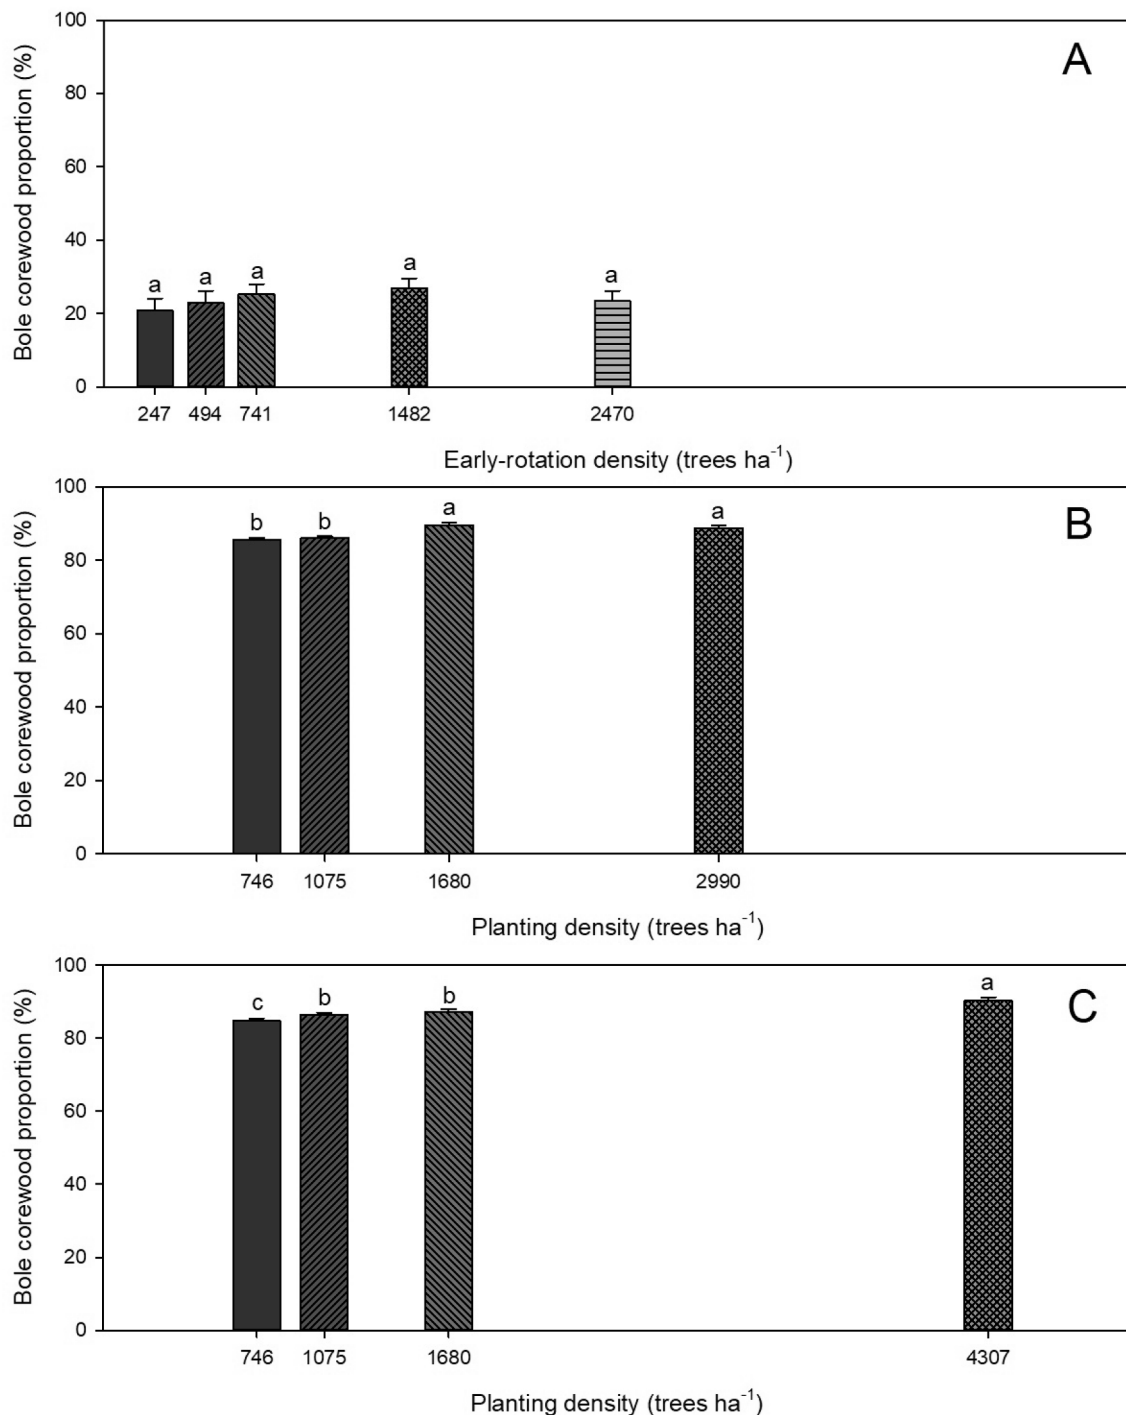 A
Bole corewood proportion (%)
100
80
60
40
20
0
a a a a a
247 494 741 1482 2470
Early-rotation density (trees ha⁻¹)
B
Bole corewood proportion (%)
100
80
60
40
20
0
b b a a
746 1075 1680 2990
Planting density (trees ha⁻¹)
C
Bole corewood proportion (%)
100
80
60
40
20
0
c b b a
746 1075 1680 4307
Planting density (trees ha⁻¹)